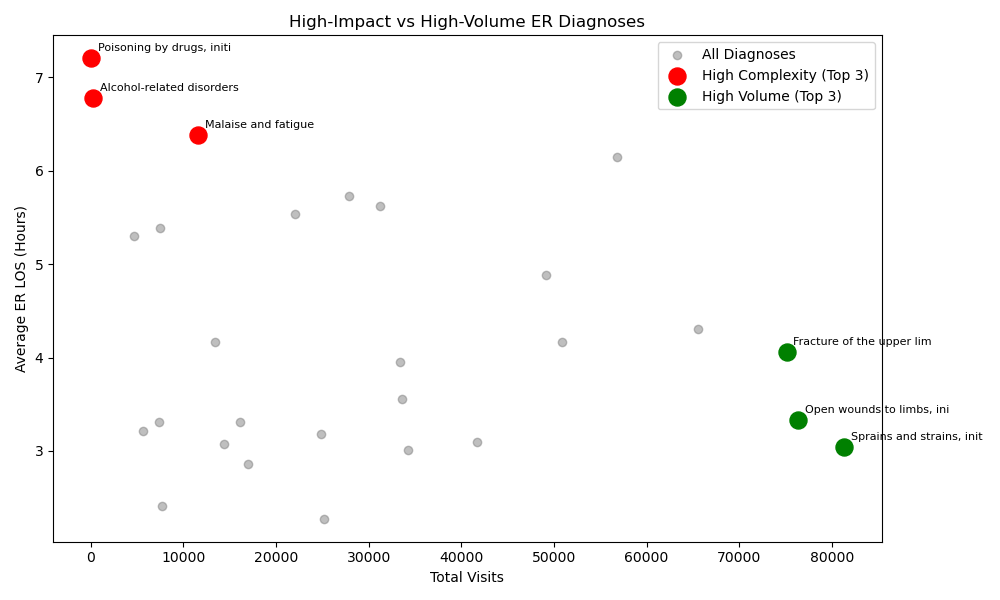 High-Impact vs High-Volume ER Diagnoses
All Diagnoses
High Complexity (Top 3)
High Volume (Top 3)
Poisoning by drugs, initi
Alcohol-related disorders
Malaise and fatigue
Fracture of the upper lim
Open wounds to limbs, ini
Sprains and strains, init
Average ER LOS (Hours)
7
6
5
4
3
0
10000
20000
30000
40000
50000
60000
70000
80000
Total Visits